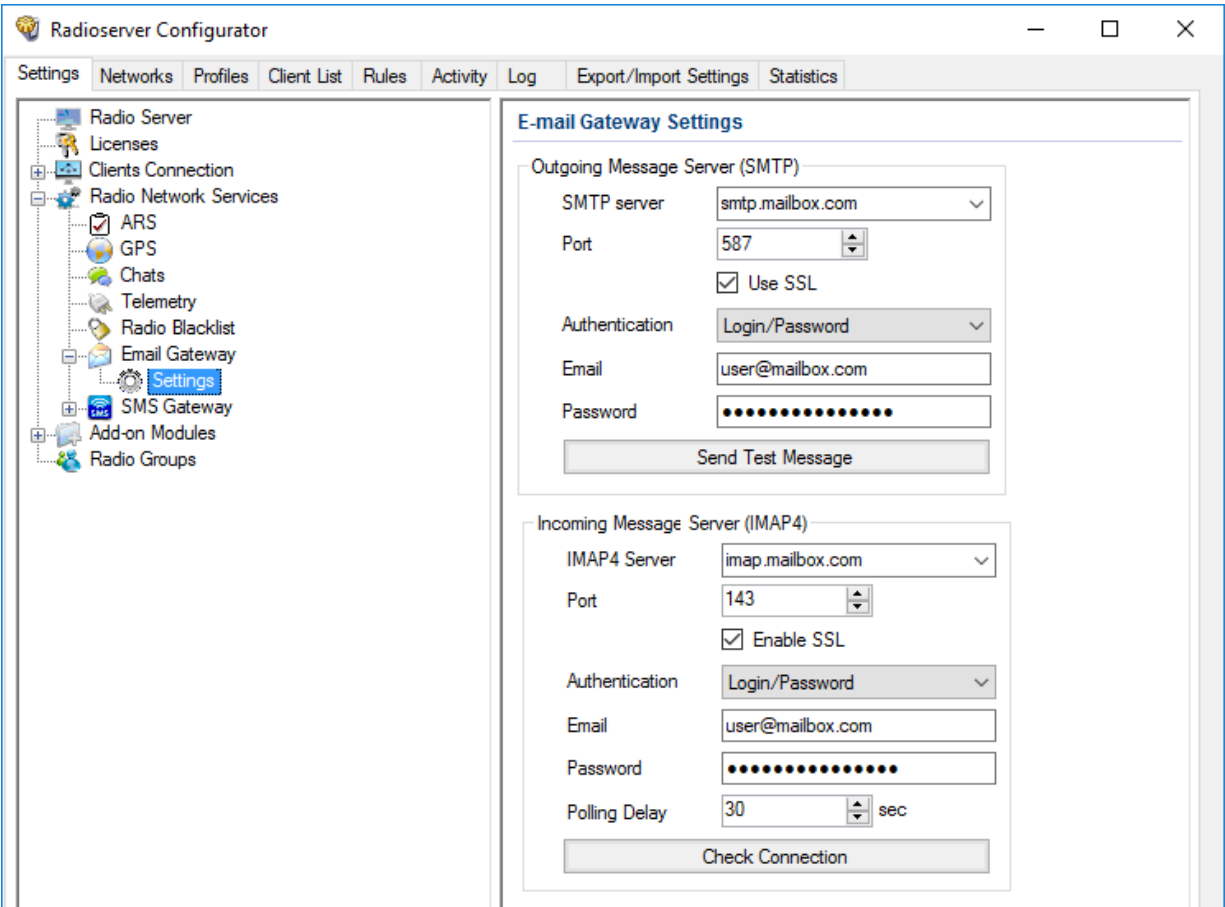 Radioserver Configurator
Settings Networks Profiles Client List Rules Activity Log Export/Import Settings Statistics
Radio Server
Licenses
Clients Connection
Radio Network Services
ARS
GPS
Chats
Telemetry
Radio Blacklist
Email Gateway
Settings
SMS Gateway
SMS
Add-on Modules
Radio Groups
E-mail Gateway Settings
Outgoing Message Server (SMTP)
SMTP server smtp.mailbox.com
Port 587
Use SSL
Authentication Login/Password
Email user@mailbox.com
Password ●●●●●●●●●●●●●●●
Send Test Message
Incoming Message Server (IMAP4)
IMAP4 Server imap.mailbox.com
Port 143
Enable SSL
Authentication Login/Password
Email user@mailbox.com
Password ●●●●●●●●●●●●●●●
Polling Delay 30 sec
Check Connection